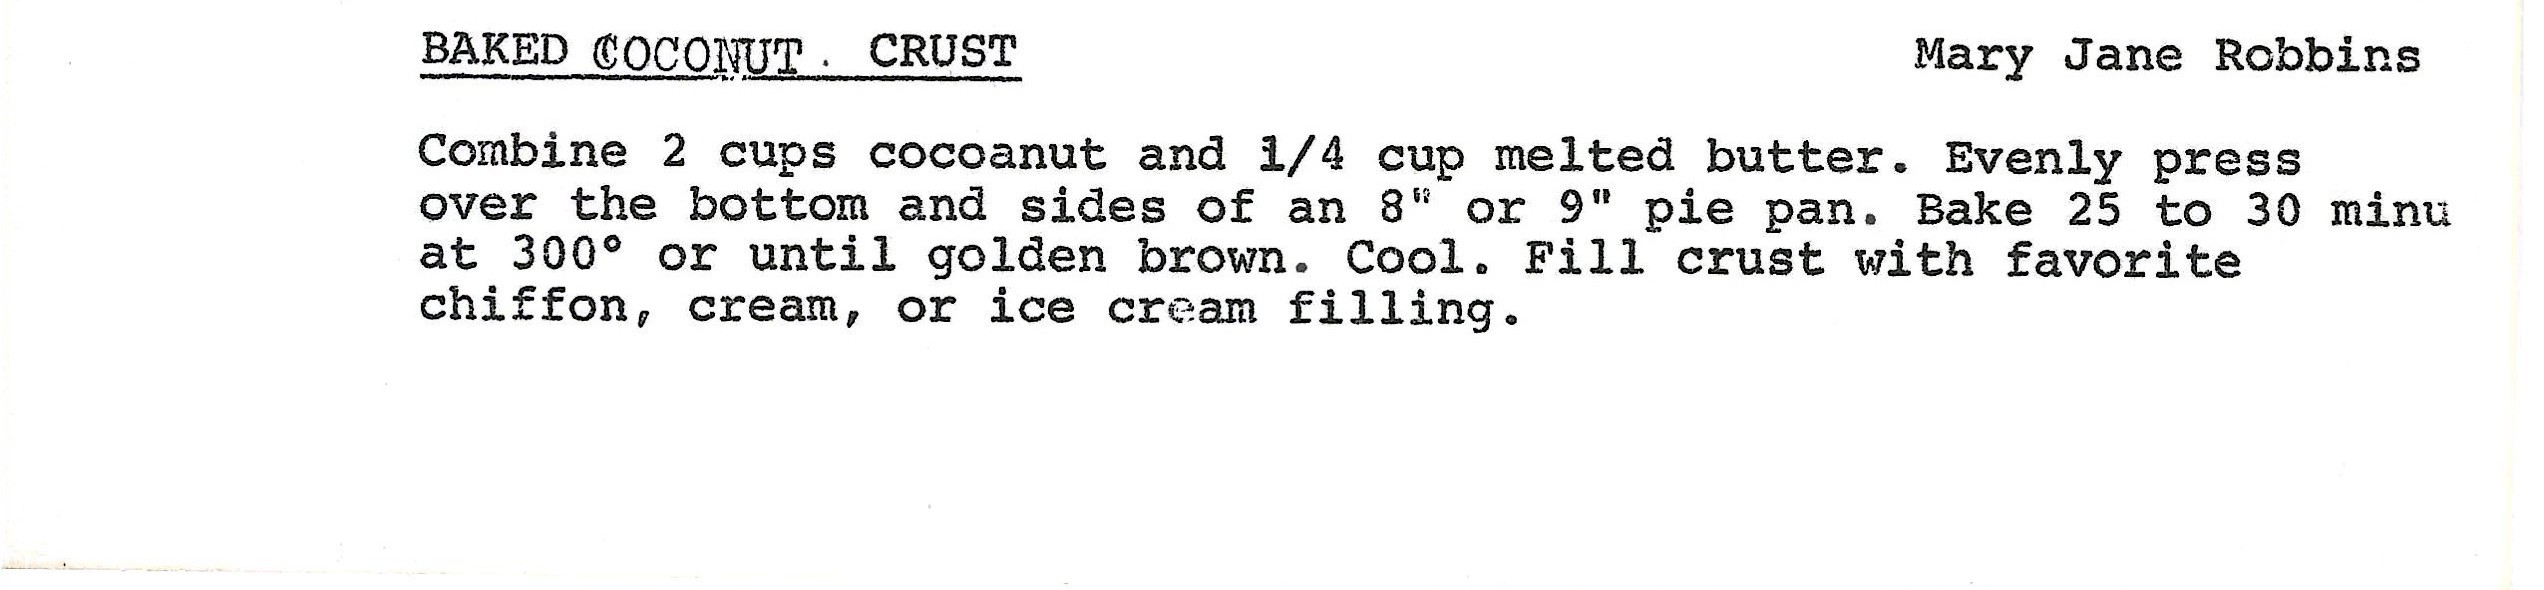 BAKED COCONUT. CRUST Mary Jane Robbins
Combine 2 cups cocoanut and 1/4 cup melted butter. Evenly press
over the bottom and sides of an 8" or 9" pie pan. Bake 25 to 30 minu
at 300° or until golden brown. Cool. Fill crust with favorite
chiffon, cream, or ice cream filling.